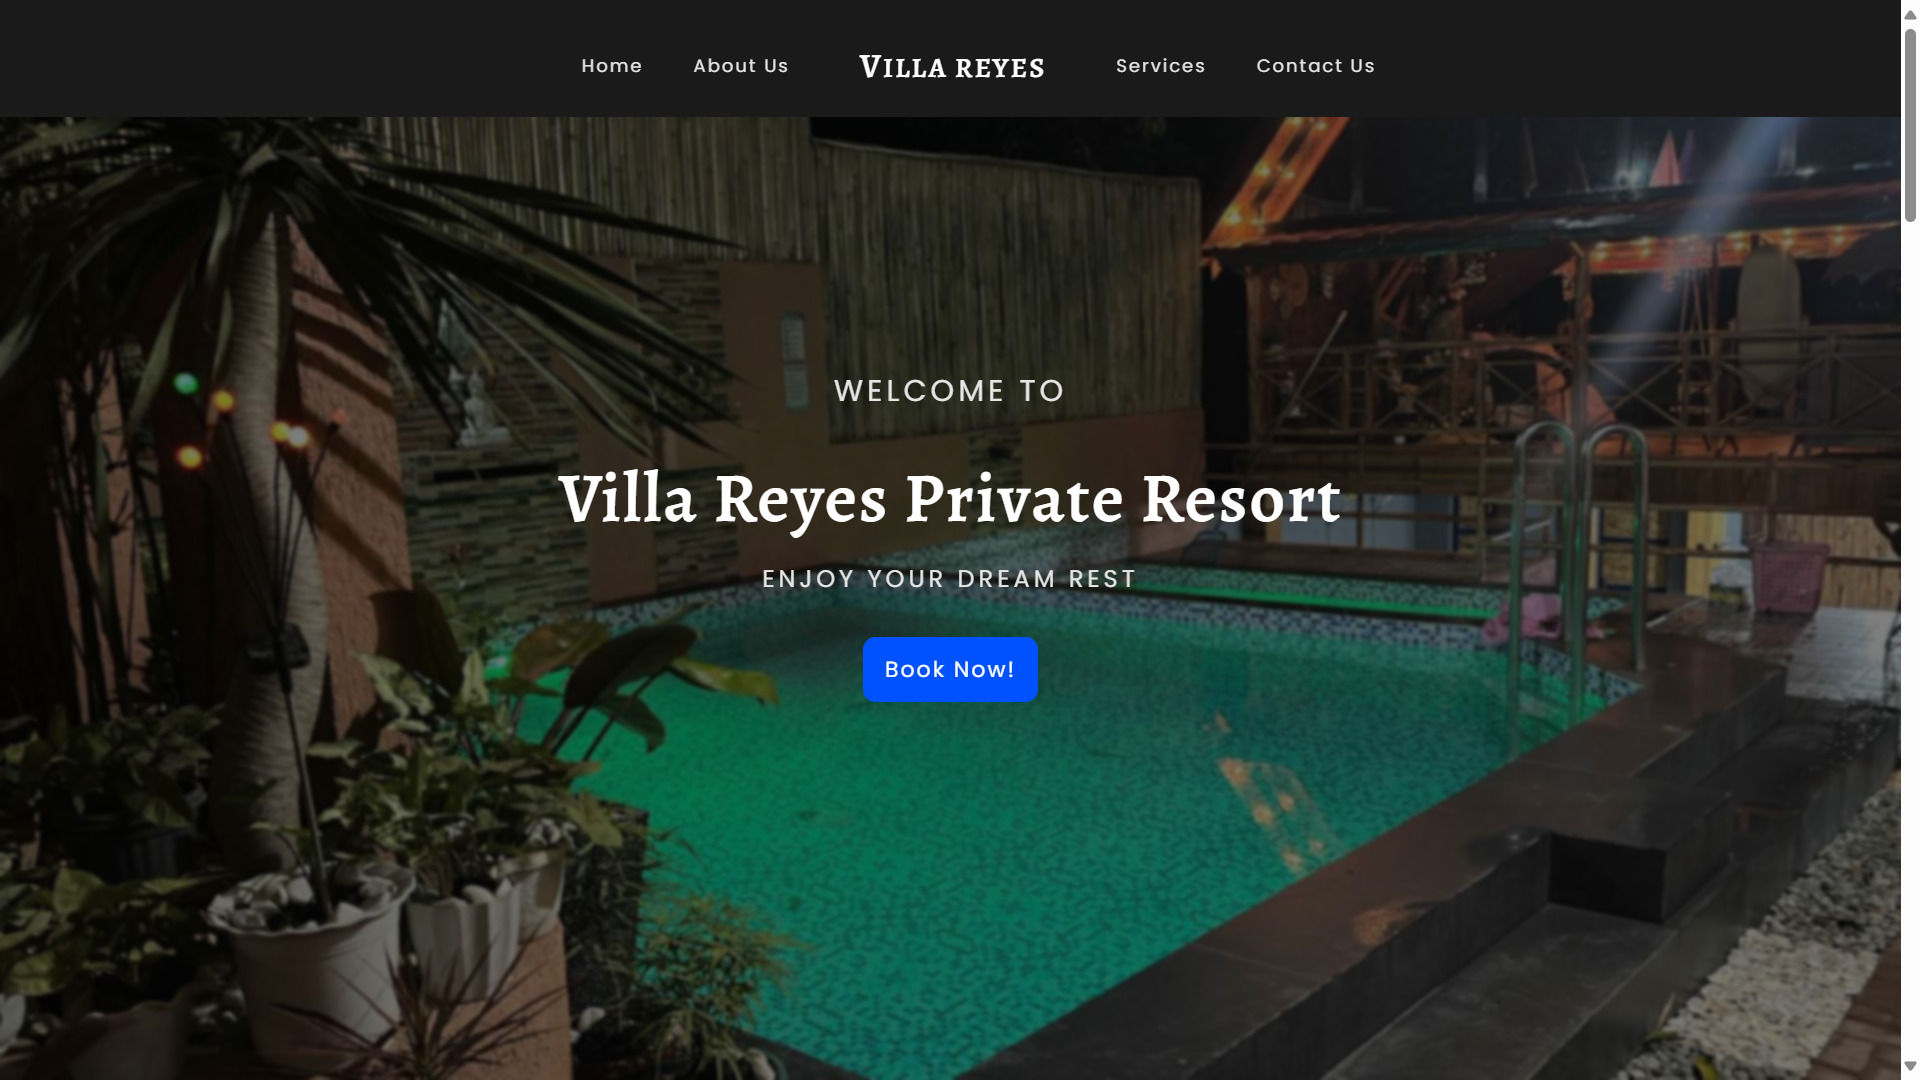 Home About Us VILLA REYES Services Contact Us
WELCOME TO
Villa Reyes Private Resort
ENJOY YOUR DREAM REST
Book Now!